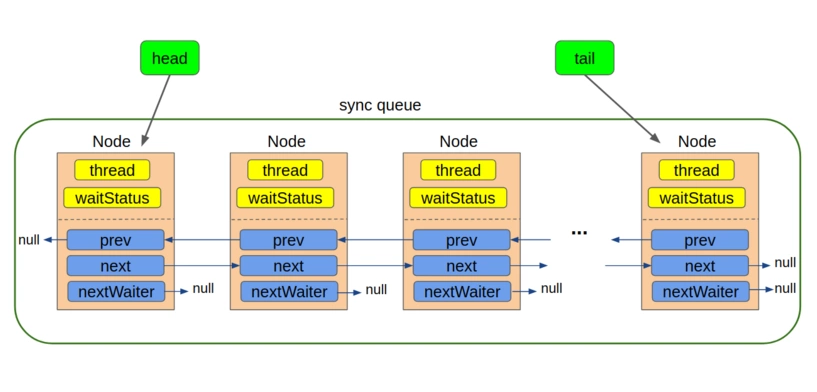 head
tail
sync queue
Node Node Node Node
thread thread thread thread
waitStatus waitStatus waitStatus waitStatus
null prev prev prev ... prev
next next next next null
nextWaiter null nextWaiter null nextWaiter null nextWaiter null